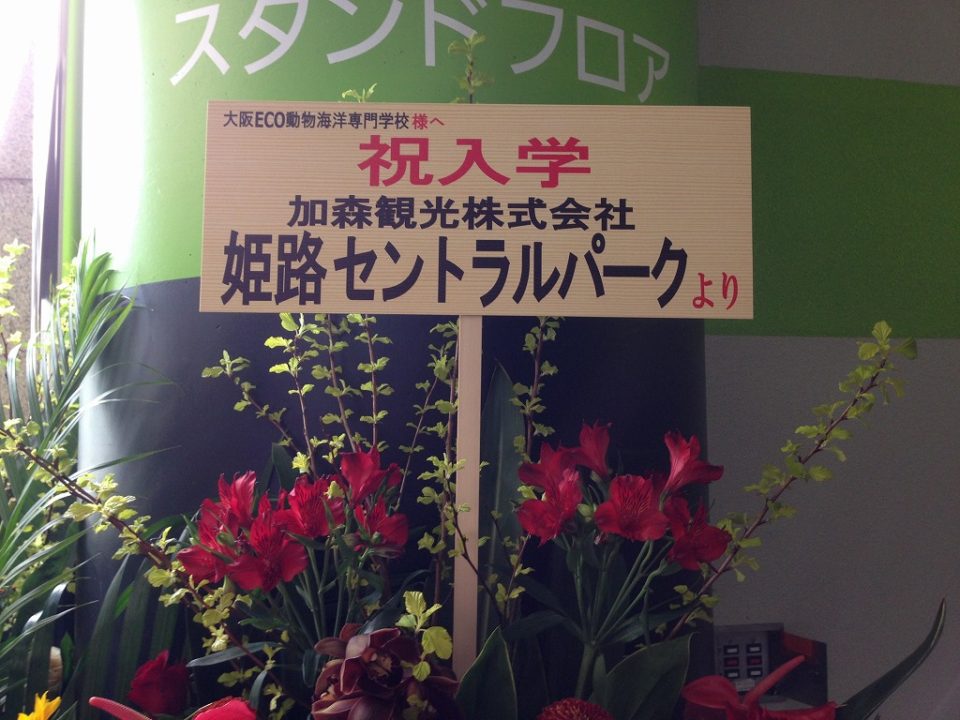 スタンドフロア
大阪ECO動物海洋専門学校 様へ
祝入学
加森観光株式会社
姫路セントラルパークより